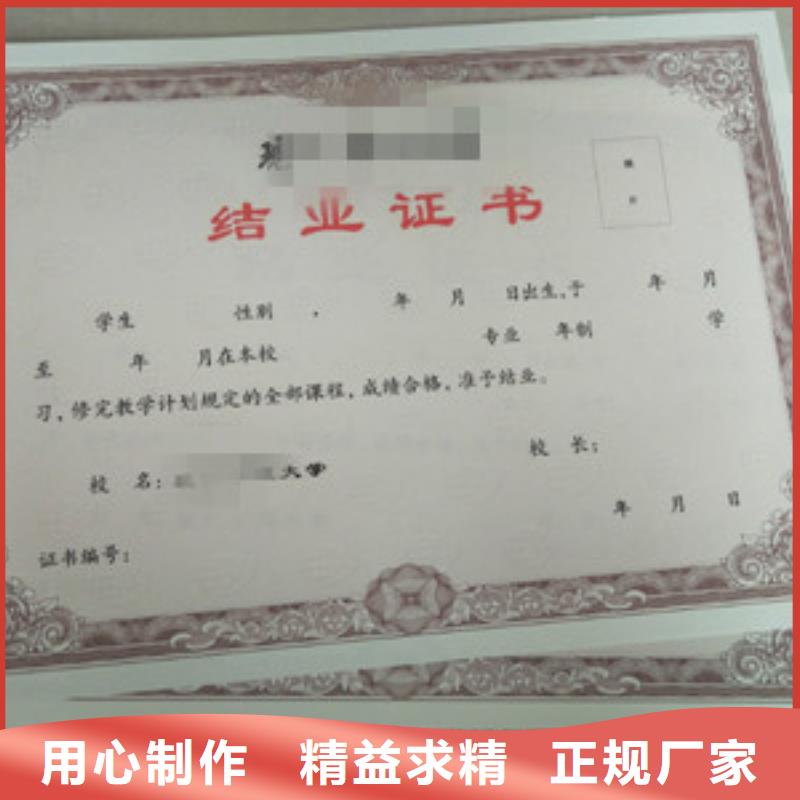 结业证书
学生 性别 , 年 月 日出生,于 年 月
至 年 月在本校 专业 年制 学
习,修完教学计划规定的全部课程,成绩合格,准予结业。
校 名: 大学
校 长:
年 月 日
证书编号:
用心制作 精益求精 正规厂家